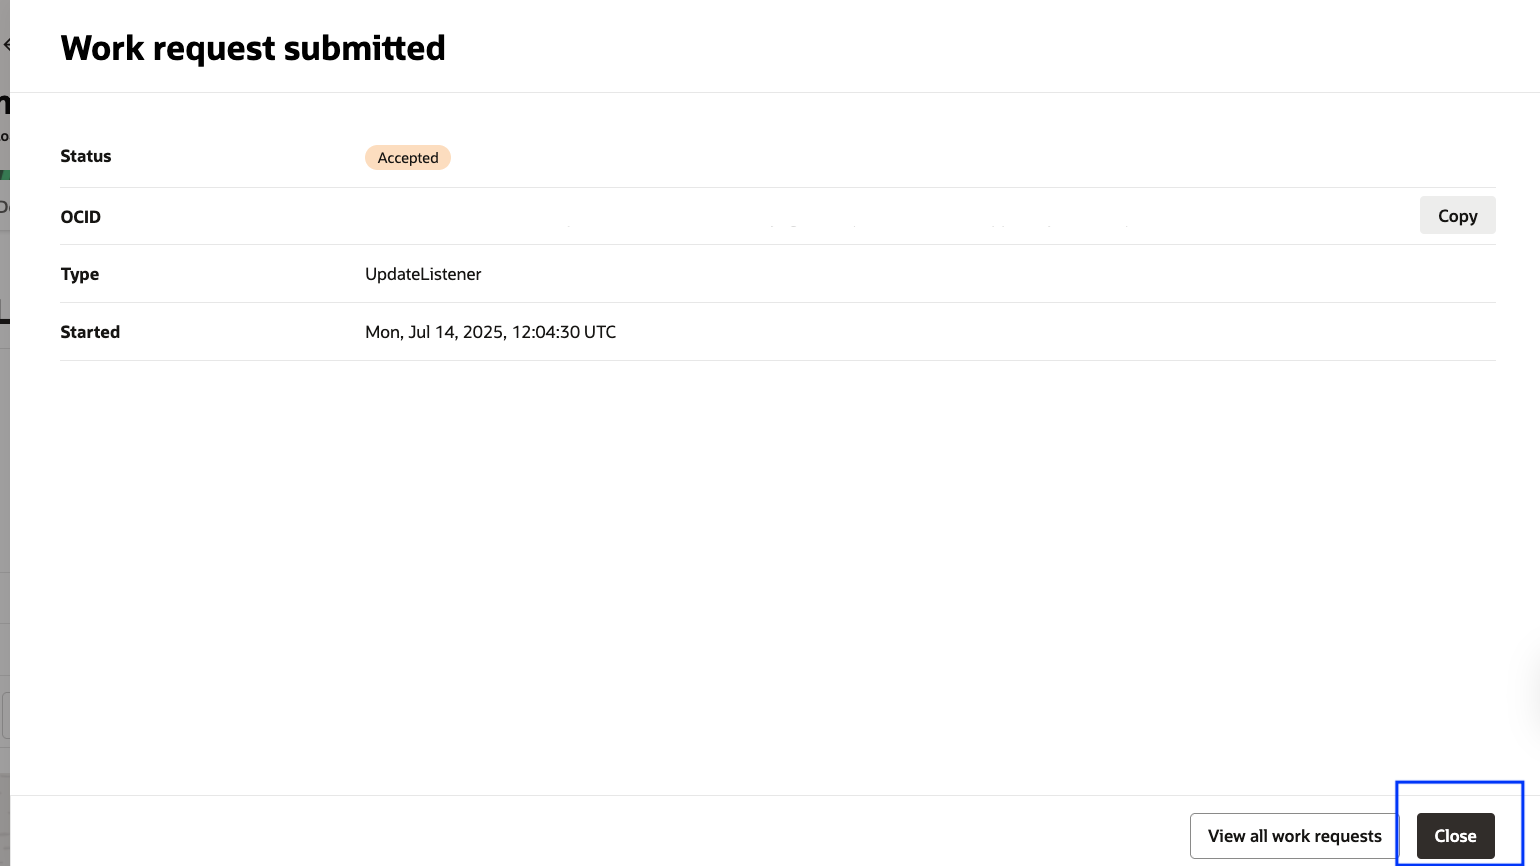 Work request submitted
Status Accepted
OCID Copy
Type UpdateListener
Started Mon, Jul 14, 2025, 12:04:30 UTC
View all work requests Close